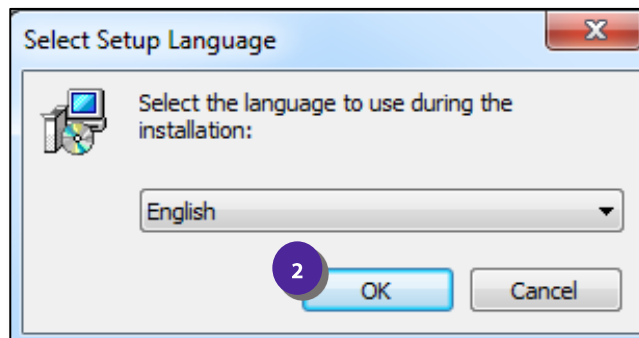 Select Setup Language
Select the language to use during the
installation:
English
2
OK
Cancel